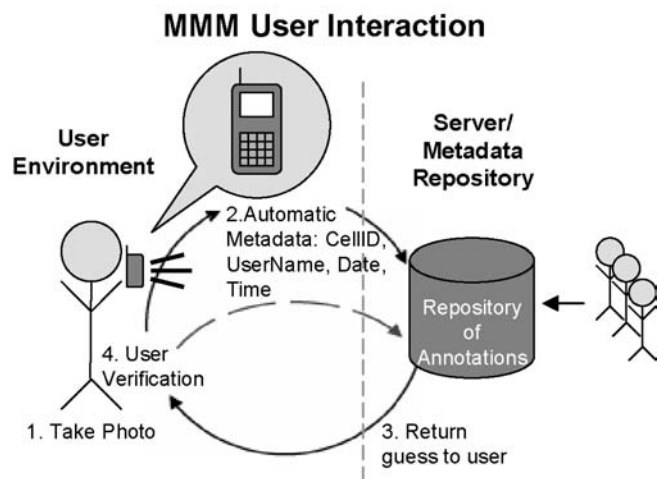 MMM User Interaction
User
Environment
Server/
Metadata
Repository
2.Automatic
Metadata: CellID,
UserName, Date,
Time
Repository
of
Annotations
4. User
Verification
1. Take Photo
3. Return
guess to user